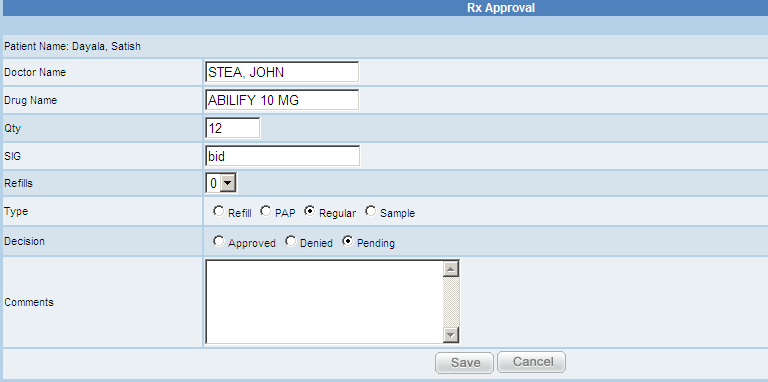 Rx Approval
Patient Name: Dayala, Satish
Doctor Name STEA, JOHN
Drug Name ABILIFY 10 MG
Qty 12
SIG bid
Refills 0
Type Refill PAP Regular Sample
Decision Approved Denied Pending
Comments
Save Cancel